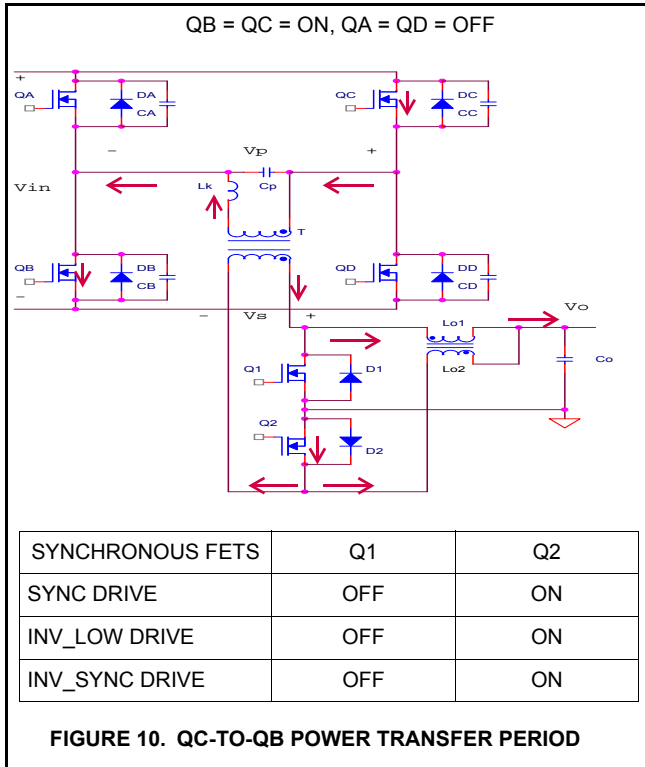 QB = QC = ON, QA = QD = OFF
+
QA
DA
CA
QC
DC
CC
-
Vp
+
Vin
Lk
Cp
T
QB
DB
CB
QD
DD
CD
-
- Vs +
Lo1
Vo
Q1
D1
Lo2
Co
Q2
D2
SYNCHRONOUS FETS Q1 Q2
SYNC DRIVE OFF ON
INV_LOW DRIVE OFF ON
INV_SYNC DRIVE OFF ON
FIGURE 10. QC-TO-QB POWER TRANSFER PERIOD